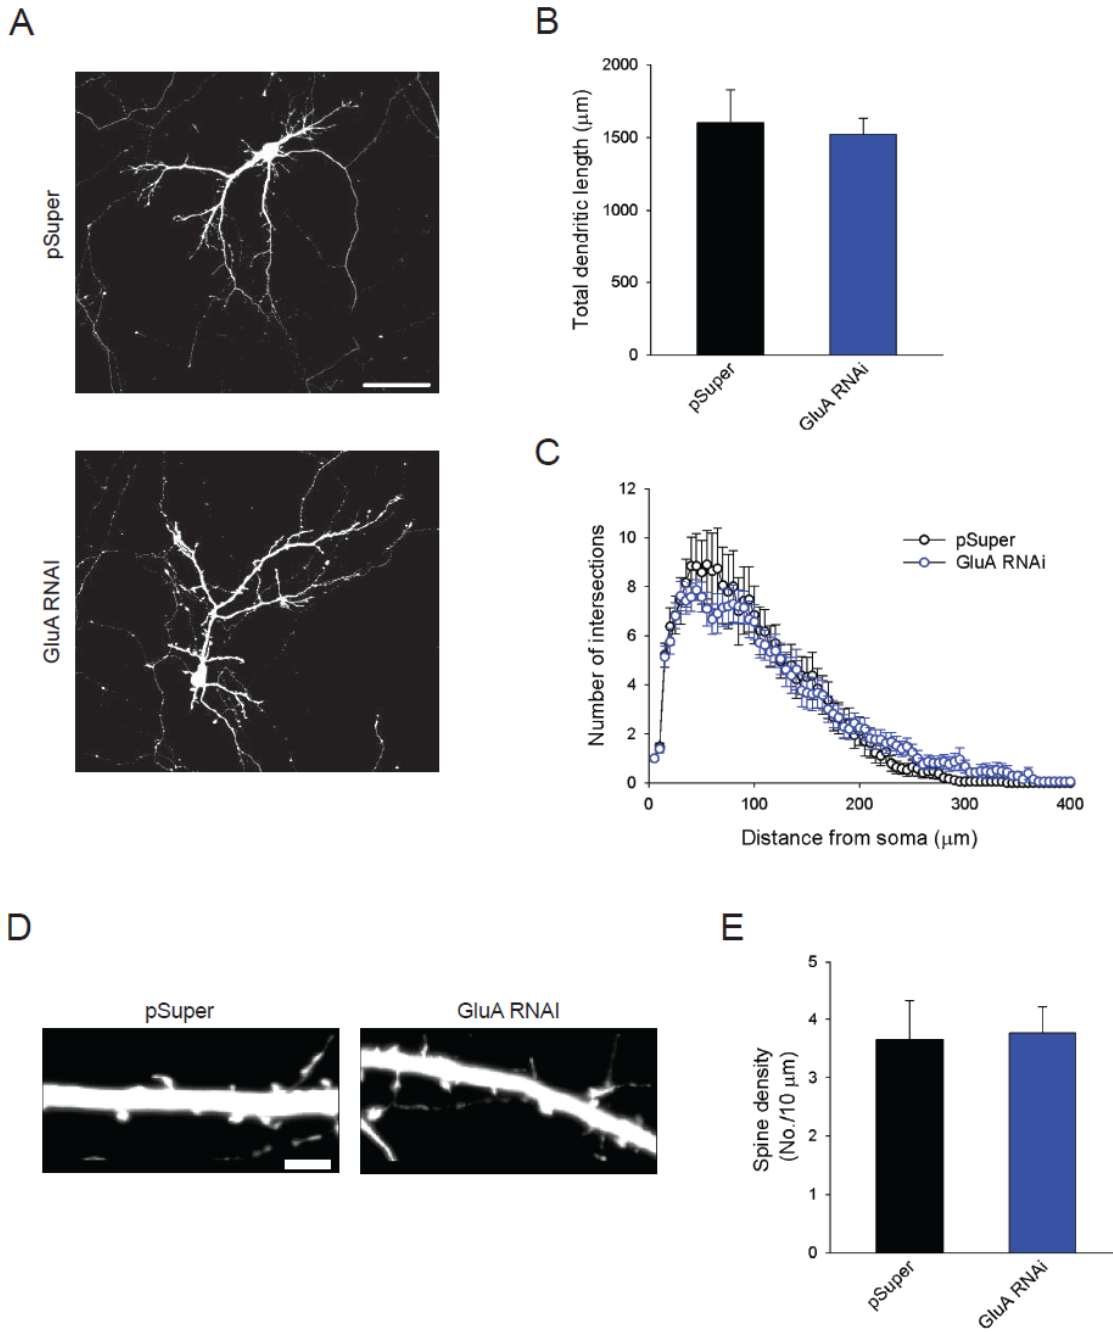 A
pSuper
GluA RNAI
B
2000
1500
1000
500
0
Total dendritic length (μm)
pSuper
GluA RNAi
C
12
10
8
6
4
2
0
Number of intersections
pSuper
GluA RNAi
0 100 200 300 400
Distance from soma (μm)
D
pSuper
GluA RNAI
E
5
4
3
2
1
0
Spine density
(No./10 μm)
pSuper
GluA RNAi